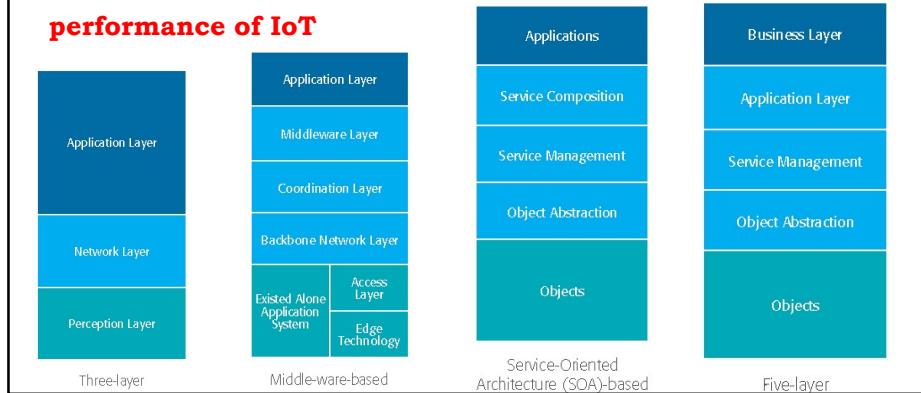 performance of IoT
Application Layer
Network Layer
Perception Layer
Three-layer
Application Layer
Middleware Layer
Coordination Layer
Backbone Network Layer
Existed Alone
Application
System
Access
Layer
Edge
Technology
Middle-ware-based
Applications
Service Composition
Service Management
Object Abstraction
Objects
Service-Oriented
Architecture (SOA)-based
Business Layer
Application Layer
Service Management
Object Abstraction
Objects
Five-layer